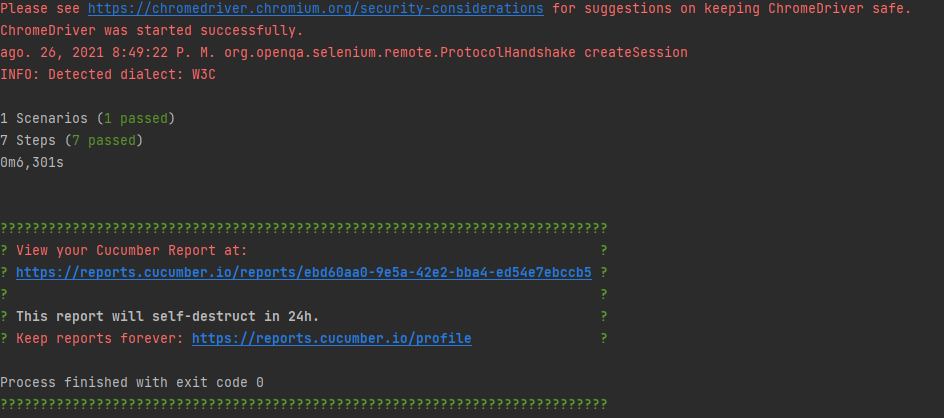 Please see https://chromedriver.chromium.org/security-considerations for suggestions on keeping ChromeDriver safe.
ChromeDriver was started successfully.
ago. 26, 2021 8:49:22 P. M. org.openqa.selenium.remote.ProtocolHandshake createSession
INFO: Detected dialect: W3C
1 Scenarios (1 passed)
7 Steps (7 passed)
0m6,301s
????????????????????????????????????????????????????????????????????????????
? View your Cucumber Report at:                                            ?
? https://reports.cucumber.io/reports/ebd60aa0-9e5a-42e2-bba4-ed54e7ebccb5 ?
?                                                                          ?
? This report will self-destruct in 24h.                                   ?
? Keep reports forever: https://reports.cucumber.io/profile                ?
Process finished with exit code 0
????????????????????????????????????????????????????????????????????????????